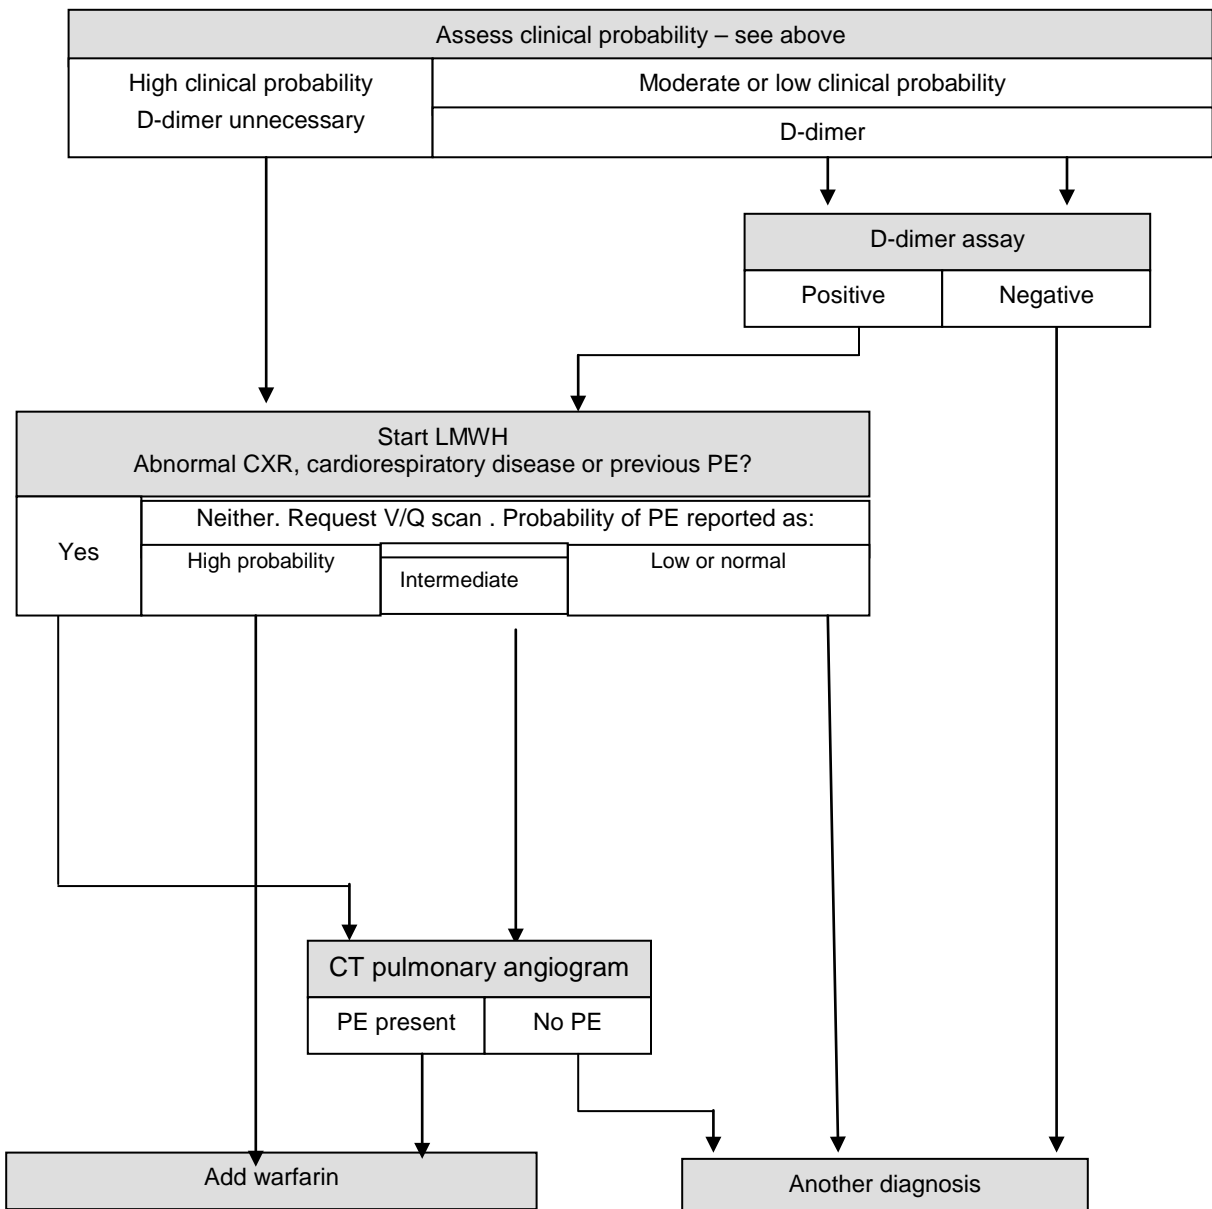 Assess clinical probability – see above
High clinical probability
D-dimer unnecessary
Moderate or low clinical probability
D-dimer
D-dimer assay
Positive
Negative
Start LMWH
Abnormal CXR, cardiorespiratory disease or previous PE?
Yes
Neither. Request V/Q scan . Probability of PE reported as:
High probability
Intermediate
Low or normal
CT pulmonary angiogram
PE present
No PE
Add warfarin
Another diagnosis